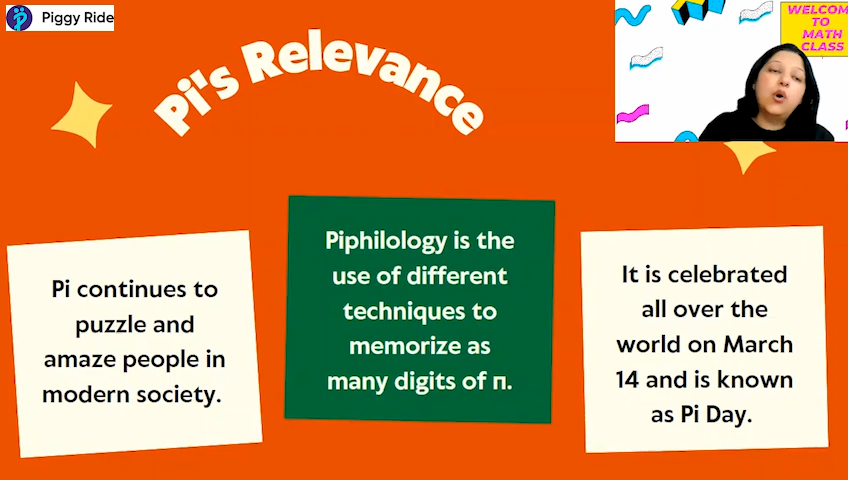 Piggy Ride
Pi's Relevance
WELCOM
TO
MATH
CLASS
Pi continues to
puzzle and
amaze people in
modern society.
Piphilology is the
use of different
techniques to
memorize as
many digits of π.
It is celebrated
all over the
world on March
14 and is known
as Pi Day.